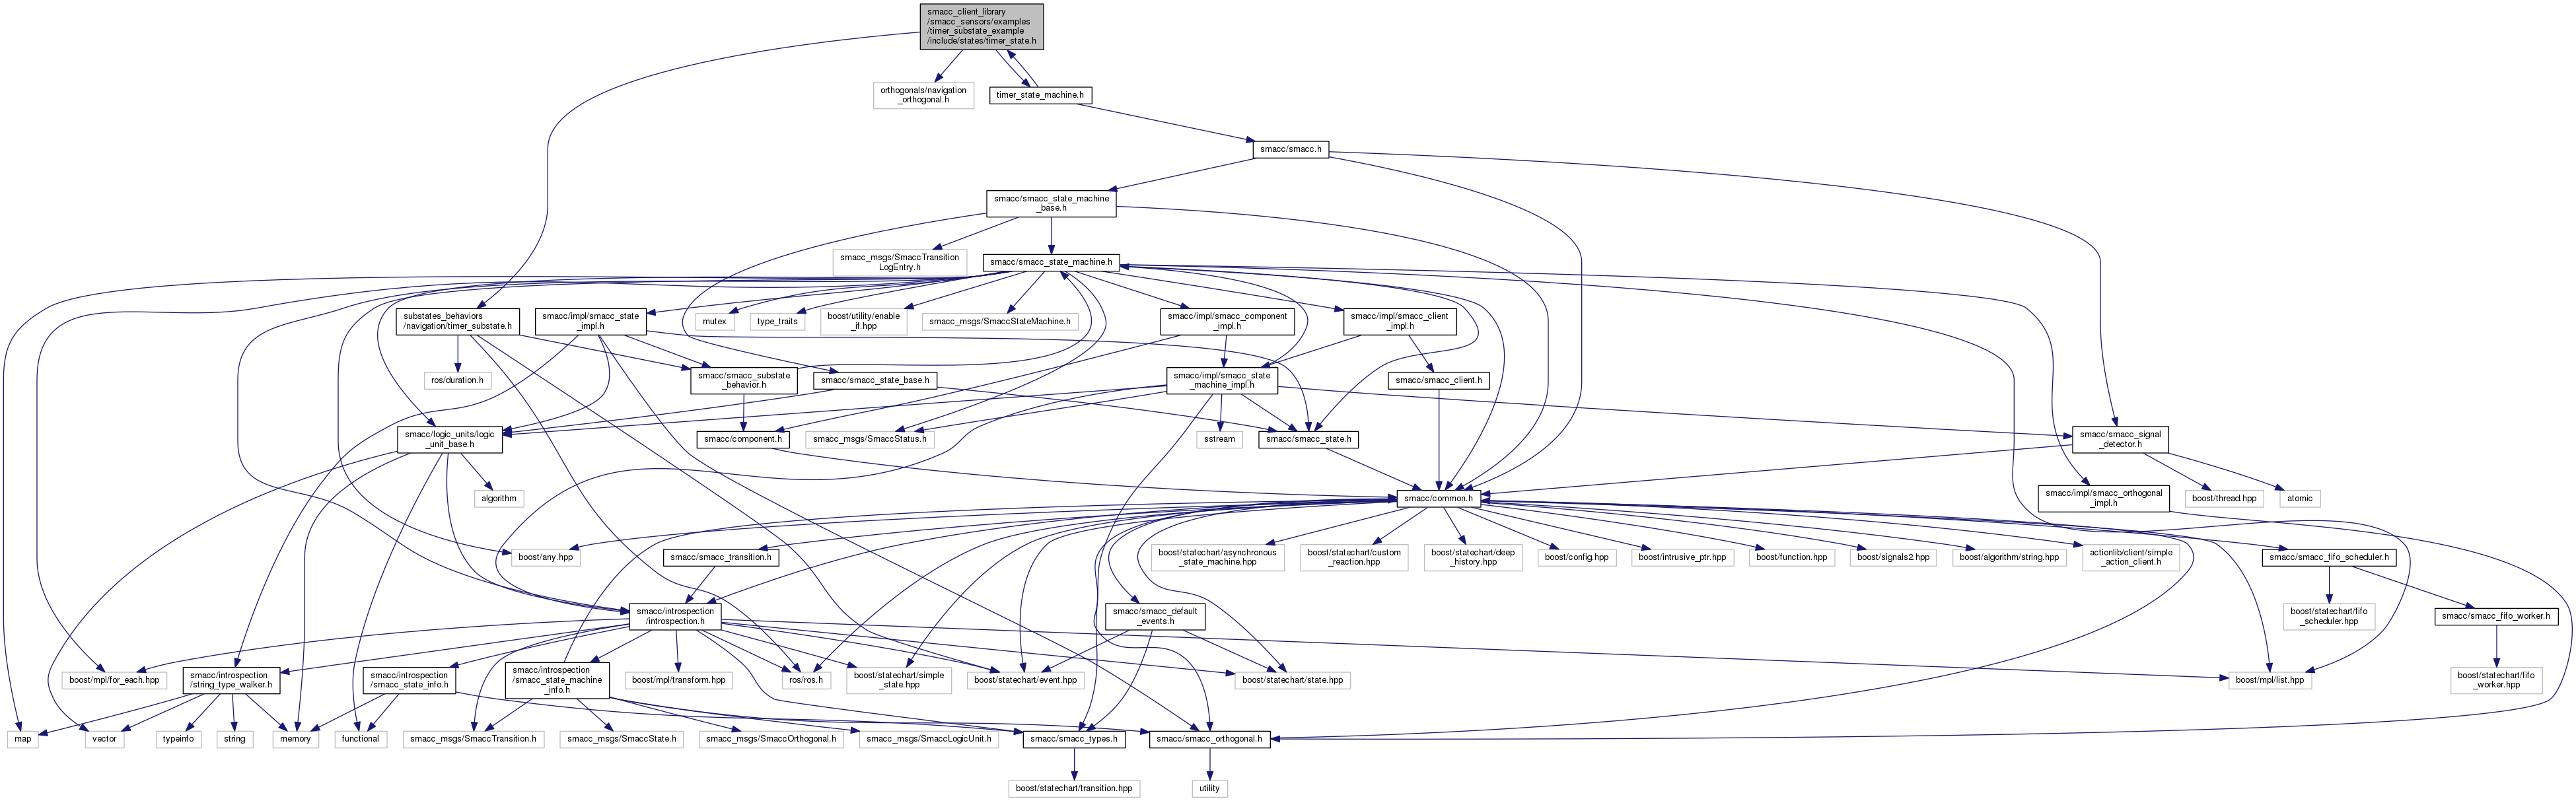 smacc_client_library
/smacc_sensors/examples
/timer_substate_example
/include/states/timer_state.h
orthogonals/navigation
_orthogonal.h
timer_state_machine.h
smacc/smacc.h
smacc/smacc_state_machine
_base.h
smacc_msgs/SmaccTransition
LogEntry.h
smacc/smacc_state_machine.h
substates_behaviors
/navigation/timer_substate.h
smacc/impl/smacc_state
_impl.h
mutex
type_traits
boost/utility/enable
_if.hpp
smacc_msgs/SmaccStateMachine.h
smacc/impl/smacc_component
_impl.h
smacc/impl/smacc_client
_impl.h
ros/duration.h
smacc/smacc_substate
_behavior.h
smacc/smacc_state_base.h
smacc/impl/smacc_state
_machine_impl.h
smacc/smacc_client.h
smacc/logic_units/logic
_unit_base.h
smacc/component.h
smacc_msgs/SmaccStatus.h
sstream
smacc/smacc_state.h
smacc/smacc_signal
_detector.h
algorithm
smacc/common.h
smacc/impl/smacc_orthogonal
_impl.h
boost/thread.hpp
atomic
boost/any.hpp
smacc/smacc_transition.h
boost/statechart/asynchronous
_state_machine.hpp
boost/statechart/custom
_reaction.hpp
boost/statechart/deep
_history.hpp
boost/config.hpp
boost/intrusive_ptr.hpp
boost/function.hpp
boost/signals2.hpp
boost/algorithm/string.hpp
actionlib/client/simple
_action_client.h
smacc/smacc_fifo_scheduler.h
smacc/introspection
/introspection.h
smacc/smacc_default
_events.h
boost/statechart/fifo
_scheduler.hpp
smacc/smacc_fifo_worker.h
boost/mpl/for_each.hpp
smacc/introspection
/string_type_walker.h
smacc/introspection
/smacc_state_info.h
smacc/introspection
/smacc_state_machine
_info.h
boost/mpl/transform.hpp
ros/ros.h
boost/statechart/simple
_state.hpp
boost/statechart/event.hpp
boost/statechart/state.hpp
boost/mpl/list.hpp
boost/statechart/fifo
_worker.hpp
map
vector
typeinfo
string
memory
functional
smacc_msgs/SmaccTransition.h
smacc_msgs/SmaccState.h
smacc_msgs/SmaccOrthogonal.h
smacc_msgs/SmaccLogicUnit.h
smacc/smacc_types.h
smacc/smacc_orthogonal.h
boost/statechart/transition.hpp
utility